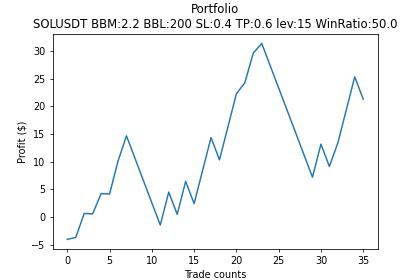 Portfolio
SOLUSDT BBM:2.2 BBL:200 SL:0.4 TP:0.6 lev:15 WinRatio:50.0
Profit ($)
30
25
20
15
10
5
0
−5
0 5 10 15 20 25 30 35
Trade counts